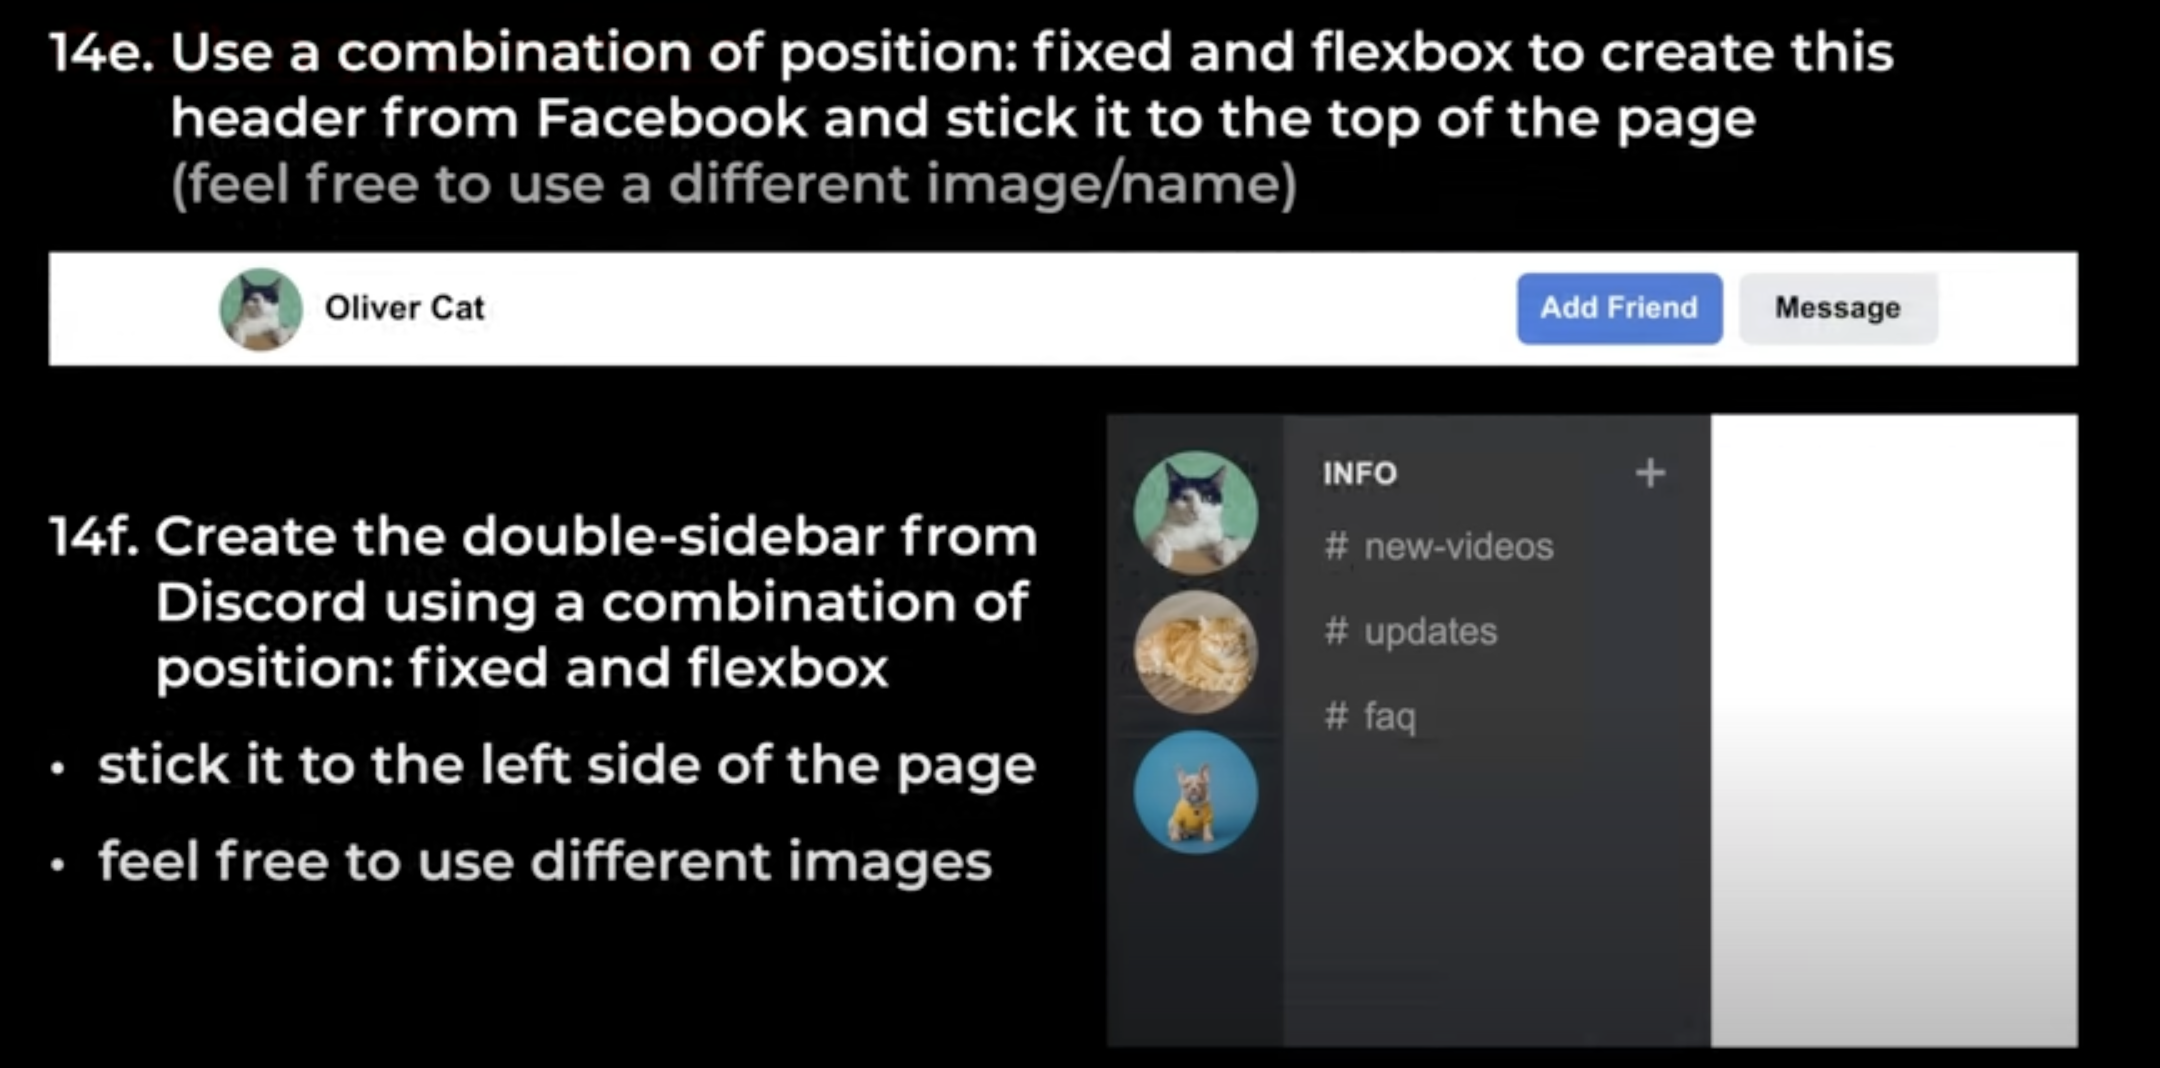 14e. Use a combination of position: fixed and flexbox to create this
header from Facebook and stick it to the top of the page
(feel free to use a different image/name)
Oliver Cat
Add Friend
Message
14f. Create the double-sidebar from
Discord using a combination of
position: fixed and flexbox
• stick it to the left side of the page
• feel free to use different images
INFO +
# new-videos
# updates
# faq